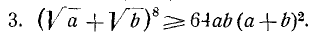 3. (√a + √b)⁸ ⩾ 64ab (a + b)².